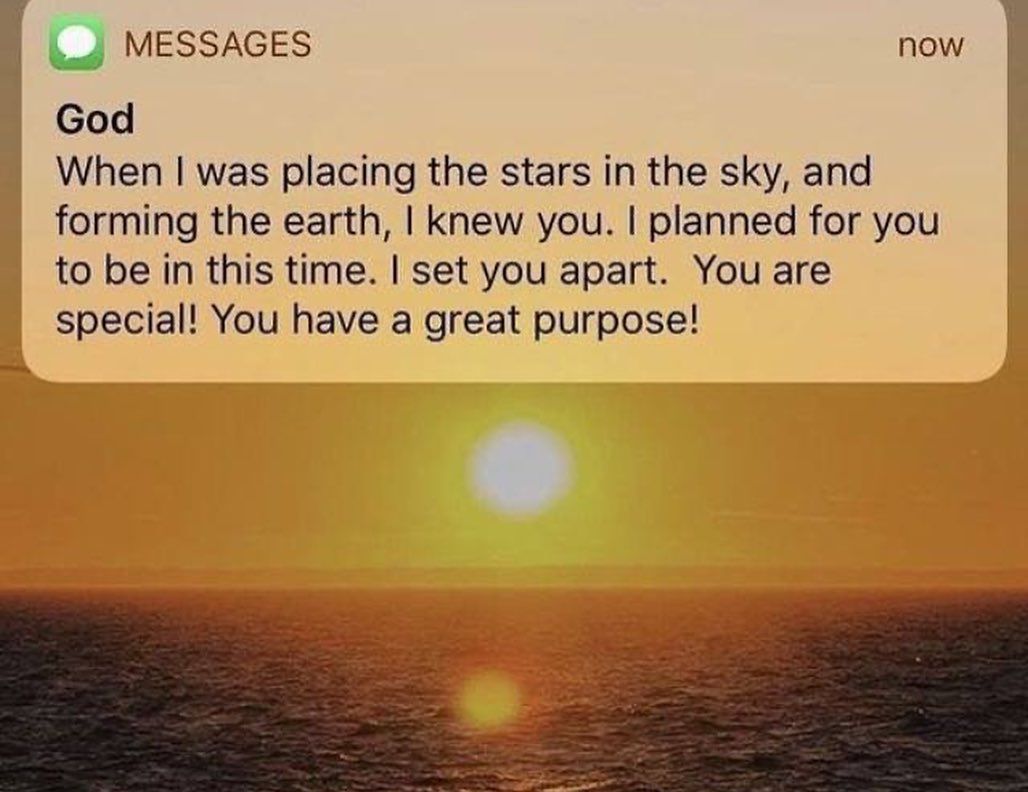 MESSAGES now
God
When I was placing the stars in the sky, and
forming the earth, I knew you. I planned for you
to be in this time. I set you apart.  You are
special! You have a great purpose!